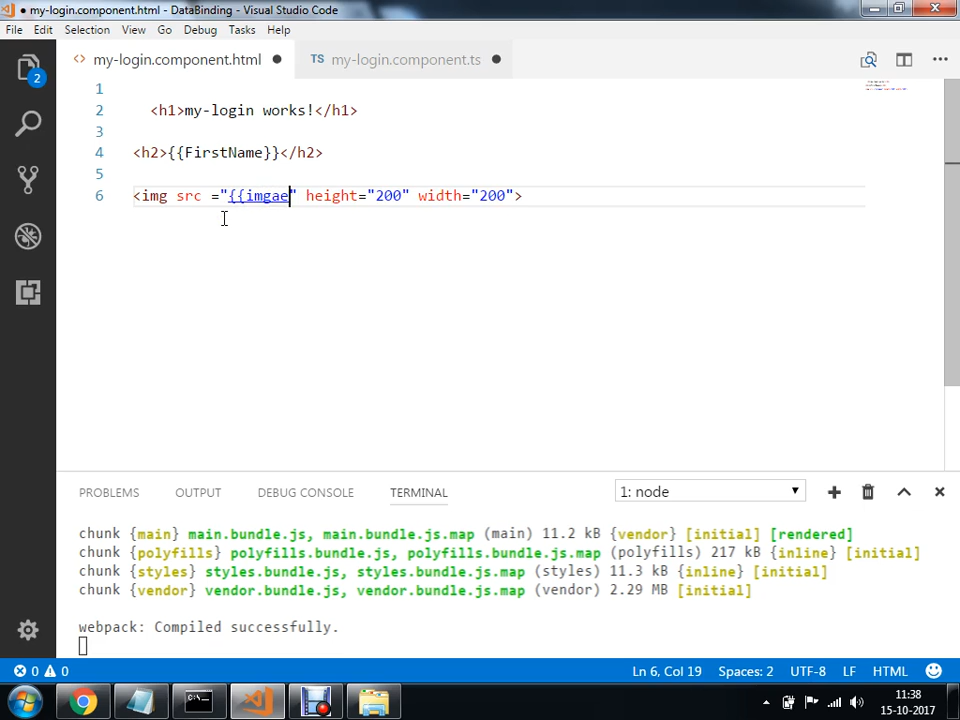 my-login.component.html - DataBinding - Visual Studio Code
File Edit Selection View Go Debug Tasks Help
my-login.component.html TS my-login.component.ts
2
1
2 <h1>my-login works!</h1>
3
4 <h2>{{FirstName}}</h2>
5
6 <img src ="{{imgae" height="200" width="200">
PROBLEMS OUTPUT DEBUG CONSOLE TERMINAL 1: node
chunk {main} main.bundle.js, main.bundle.js.map (main) 11.2 kB {vendor} [initial] [rendered]
chunk {polyfills} polyfills.bundle.js, polyfills.bundle.js.map (polyfills) 217 kB {inline} [initial]
chunk {styles} styles.bundle.js, styles.bundle.js.map (styles) 11.3 kB {inline} [initial]
chunk {vendor} vendor.bundle.js, vendor.bundle.js.map (vendor) 2.29 MB [initial]
webpack: Compiled successfully.
0 0 Ln 6, Col 19 Spaces: 2 UTF-8 LF HTML
11:38
15-10-2017